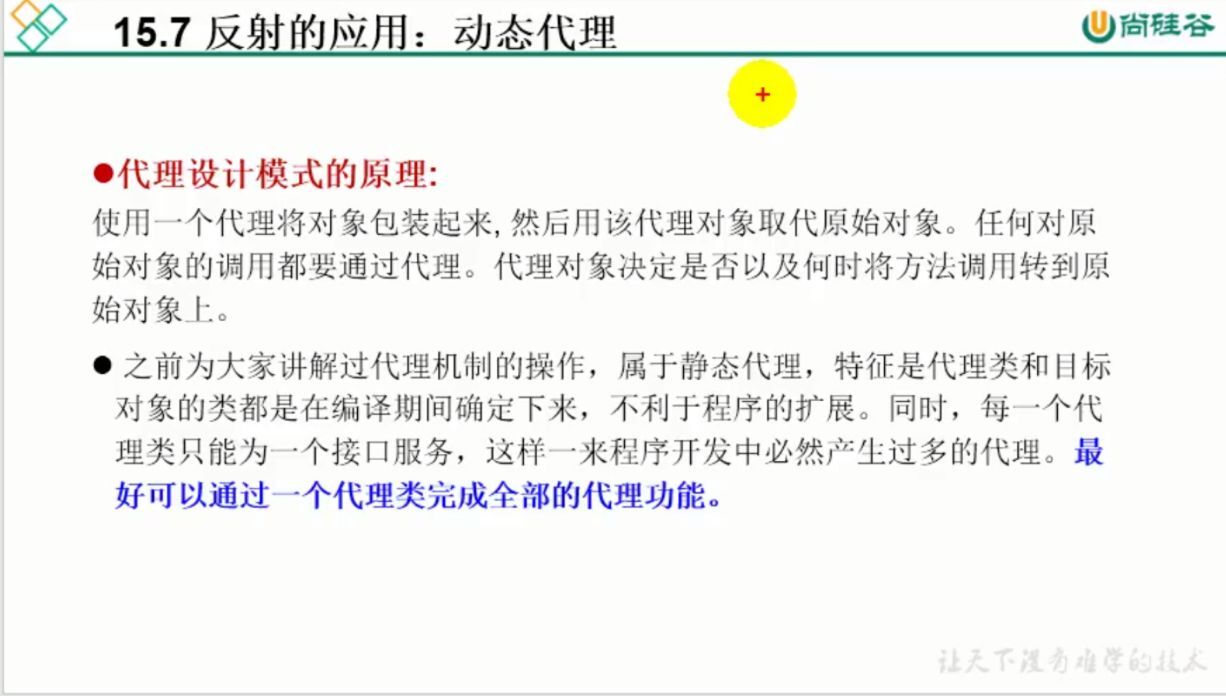 15.7 反射的应用：动态代理
尚硅谷
●代理设计模式的原理:
使用一个代理将对象包装起来, 然后用该代理对象取代原始对象。任何对原
始对象的调用都要通过代理。代理对象决定是否以及何时将方法调用转到原
始对象上。
● 之前为大家讲解过代理机制的操作，属于静态代理，特征是代理类和目标
对象的类都是在编译期间确定下来，不利于程序的扩展。同时，每一个代
理类只能为一个接口服务，这样一来程序开发中必然产生过多的代理。最
好可以通过一个代理类完成全部的代理功能。
让天下没有难学的技术